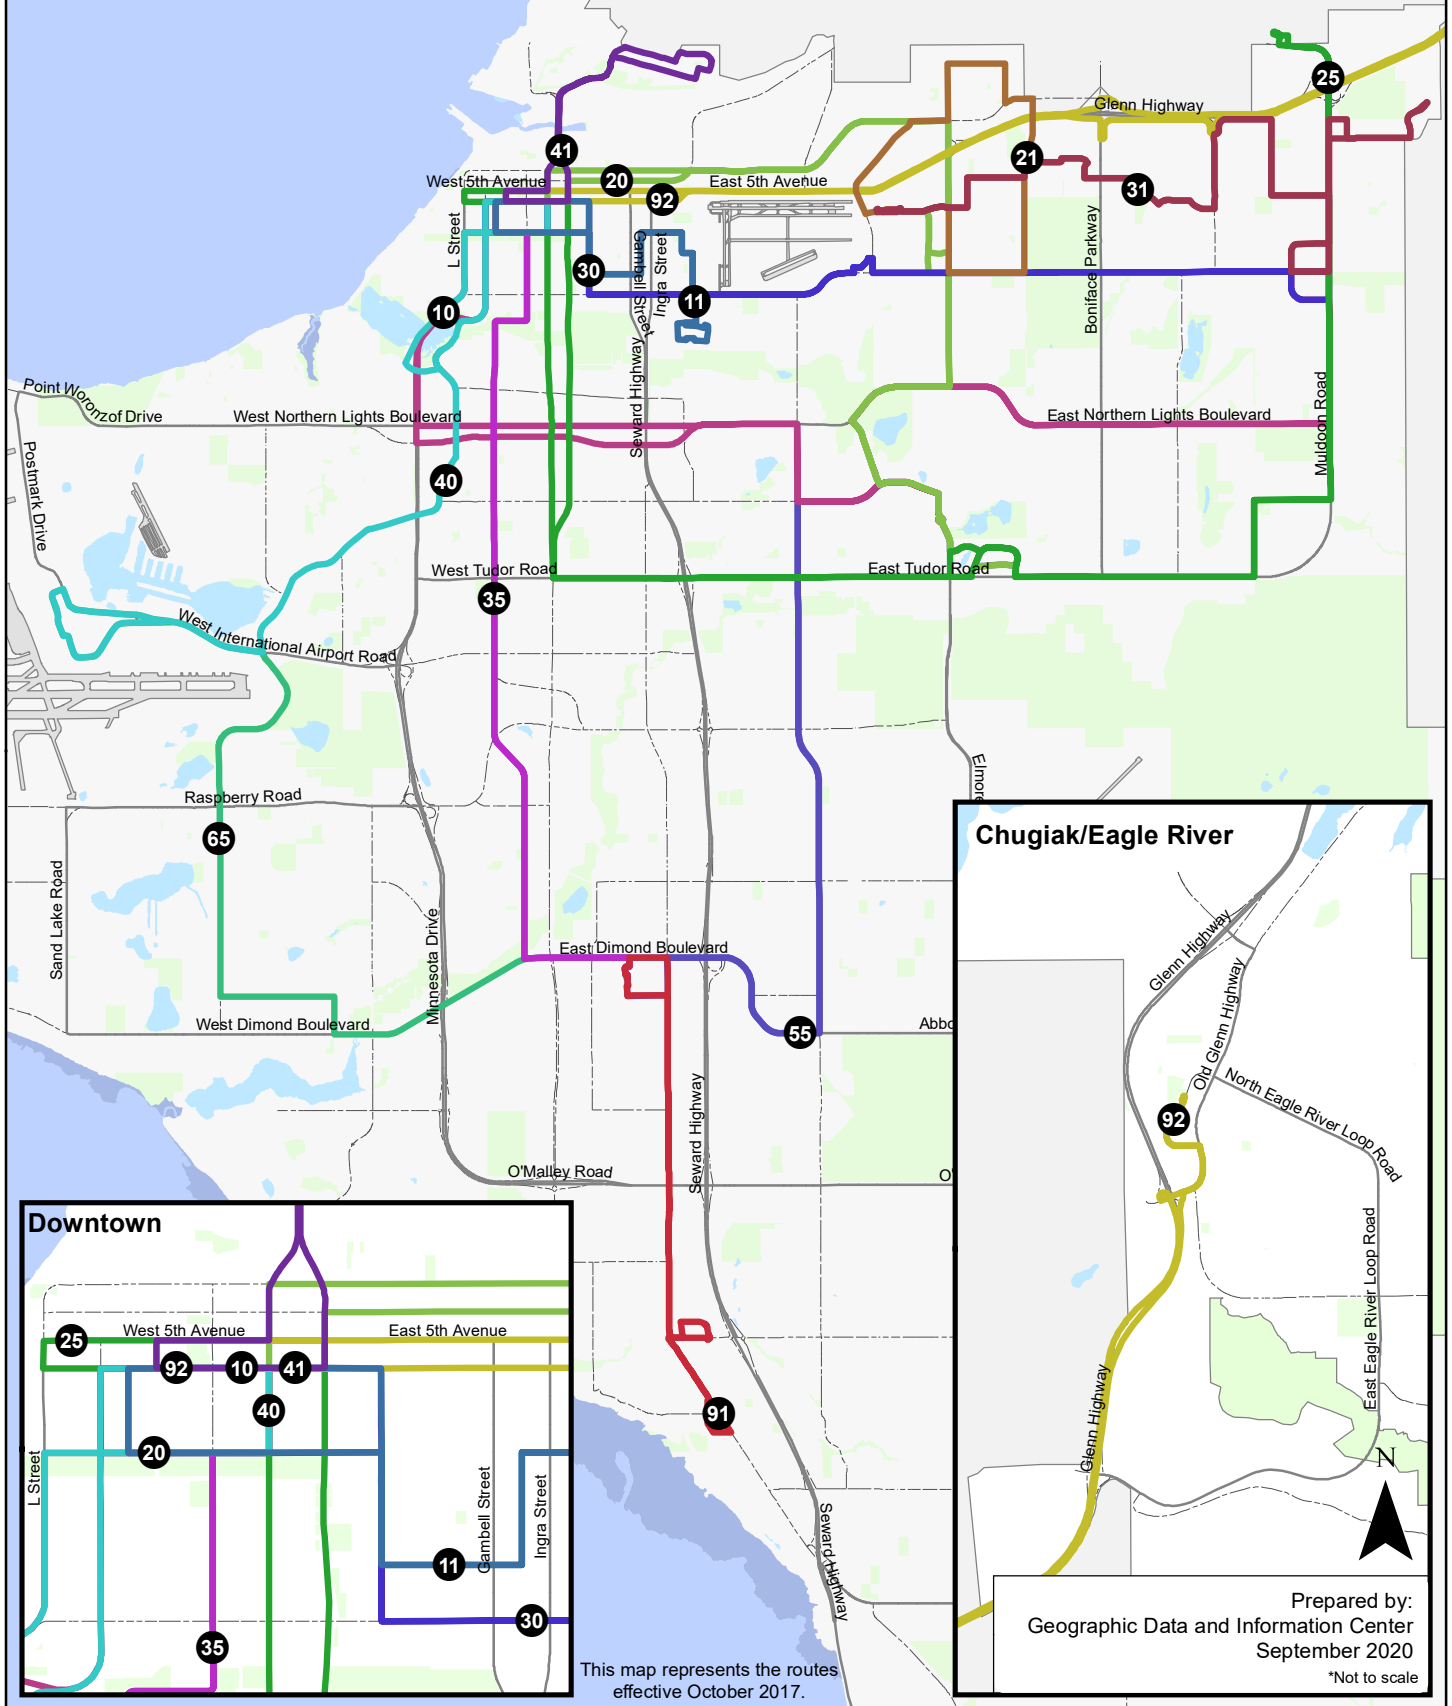 25
Glenn Highway
41
21
20
West 5th Avenue
East 5th Avenue
31
92
L Street
Gambell Street
Ingra Street
Boniface Parkway
30
11
10
Seward Highway
Muldoon Road
Point Woronzof Drive
West Northern Lights Boulevard
East Northern Lights Boulevard
Postmark Drive
40
West Tudor Road
East Tudor Road
35
West International Airport Road
Elmore
Raspberry Road
65
Sand Lake Road
Minnesota Drive
East Dimond Boulevard
West Dimond Boulevard
55
Abbo
Seward Highway
O'Malley Road
O'
91
Seward Highway
Chugiak/Eagle River
Glenn Highway
Old Glenn Highway
North Eagle River Loop Road
92
East Eagle River Loop Road
Glenn Highway
N
Prepared by:
Geographic Data and Information Center
September 2020
*Not to scale
Downtown
25
West 5th Avenue
East 5th Avenue
92
10
41
40
20
L Street
Gambell Street
Ingra Street
11
30
35
This map represents the routes
effective October 2017.